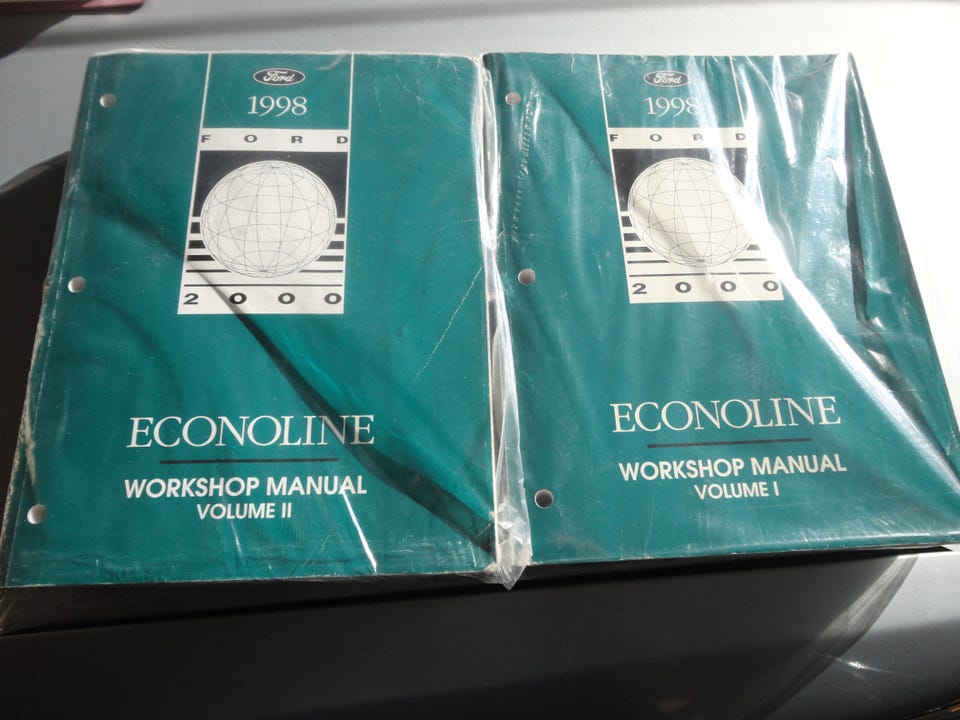 Ford
1998
FORD
2000
ECONOLINE
WORKSHOP MANUAL
VOLUME II
Ford
1998
FORD
2000
ECONOLINE
WORKSHOP MANUAL
VOLUME I